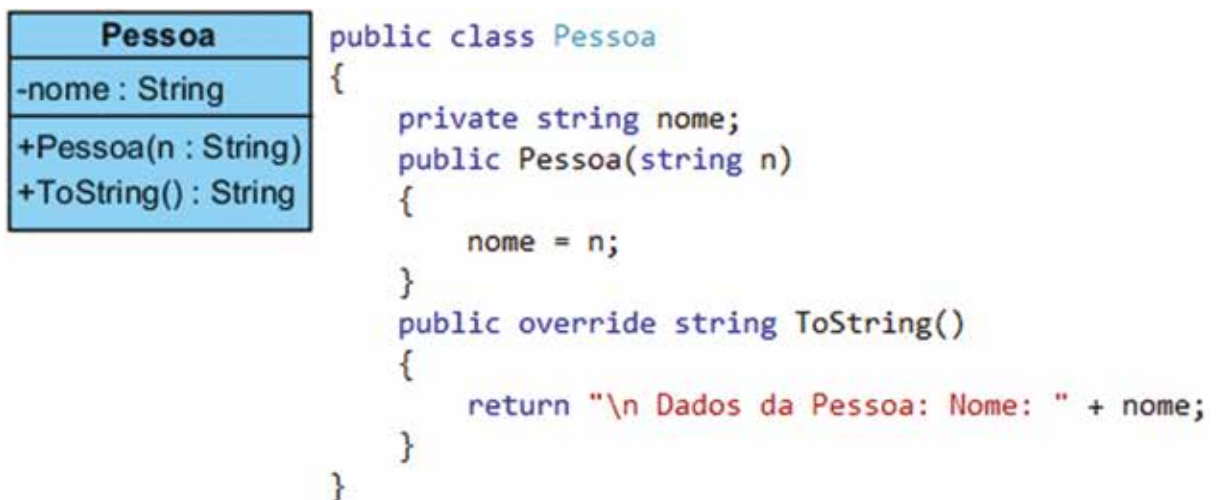 Pessoa
-nome : String
+Pessoa(n : String)
+ToString() : String
public class Pessoa
{
    private string nome;
    public Pessoa(string n)
    {
        nome = n;
    }
    public override string ToString()
    {
        return "\n Dados da Pessoa: Nome: " + nome;
    }
}